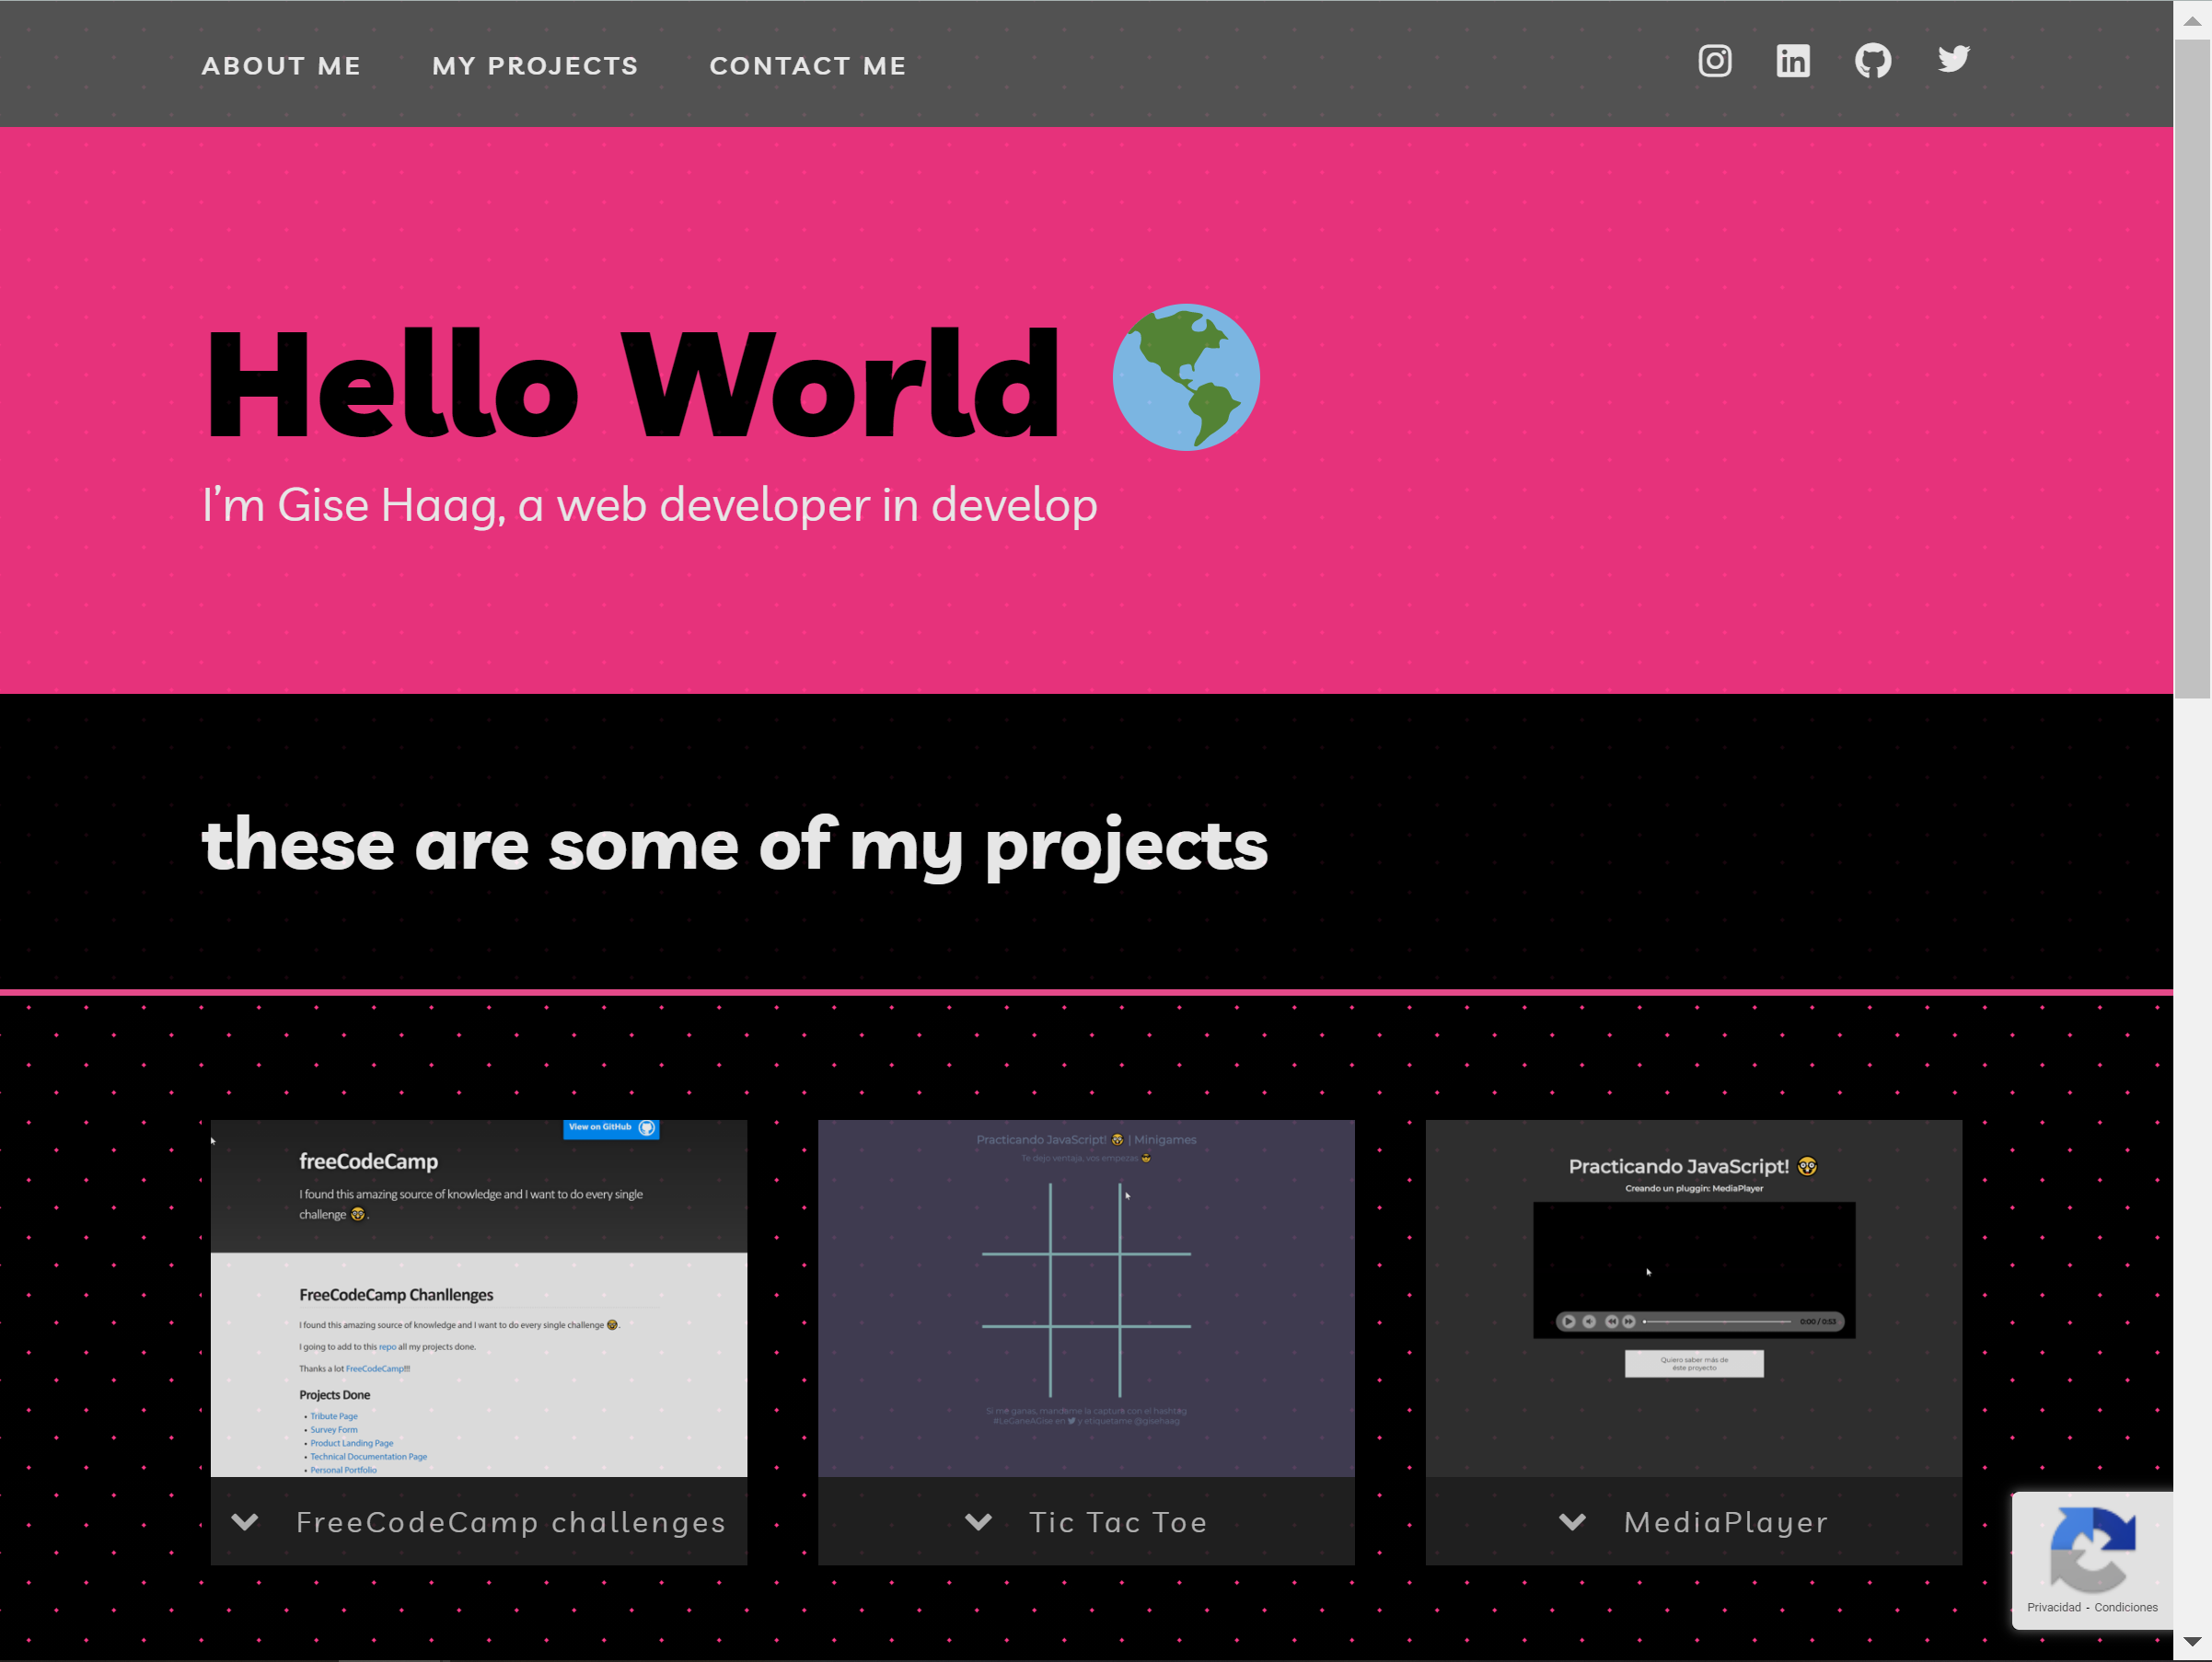 ABOUT ME
MY PROJECTS
CONTACT ME
Hello World
I'm Gise Haag, a web developer in develop
these are some of my projects
View on GitHub
freeCodeCamp
I found this amazing source of knowledge and I want to do every single
challenge 🤓.
FreeCodeCamp Chanllenges
I found this amazing source of knowledge and I want to do every single challenge 🤓.
I going to add to this repo all my projects done.
Thanks a lot FreeCodeCamp!!!
Projects Done
• Tribute Page
• Survey Form
• Product Landing Page
• Technical Documentation Page
• Personal Portfolio
FreeCodeCamp challenges
Practicando JavaScript! 🤓 | Minigames
Te dejo ventaja, vos empezas 😎
Si me ganas, mandame la captura con el hashtag
#LeGaneAGise en y etiquetame @gisehaag
Tic Tac Toe
Practicando JavaScript! 🤓
Creando un pluggin: MediaPlayer
0:00 / 0:53
Quiero saber más de
éste proyecto
MediaPlayer
Privacidad - Condiciones